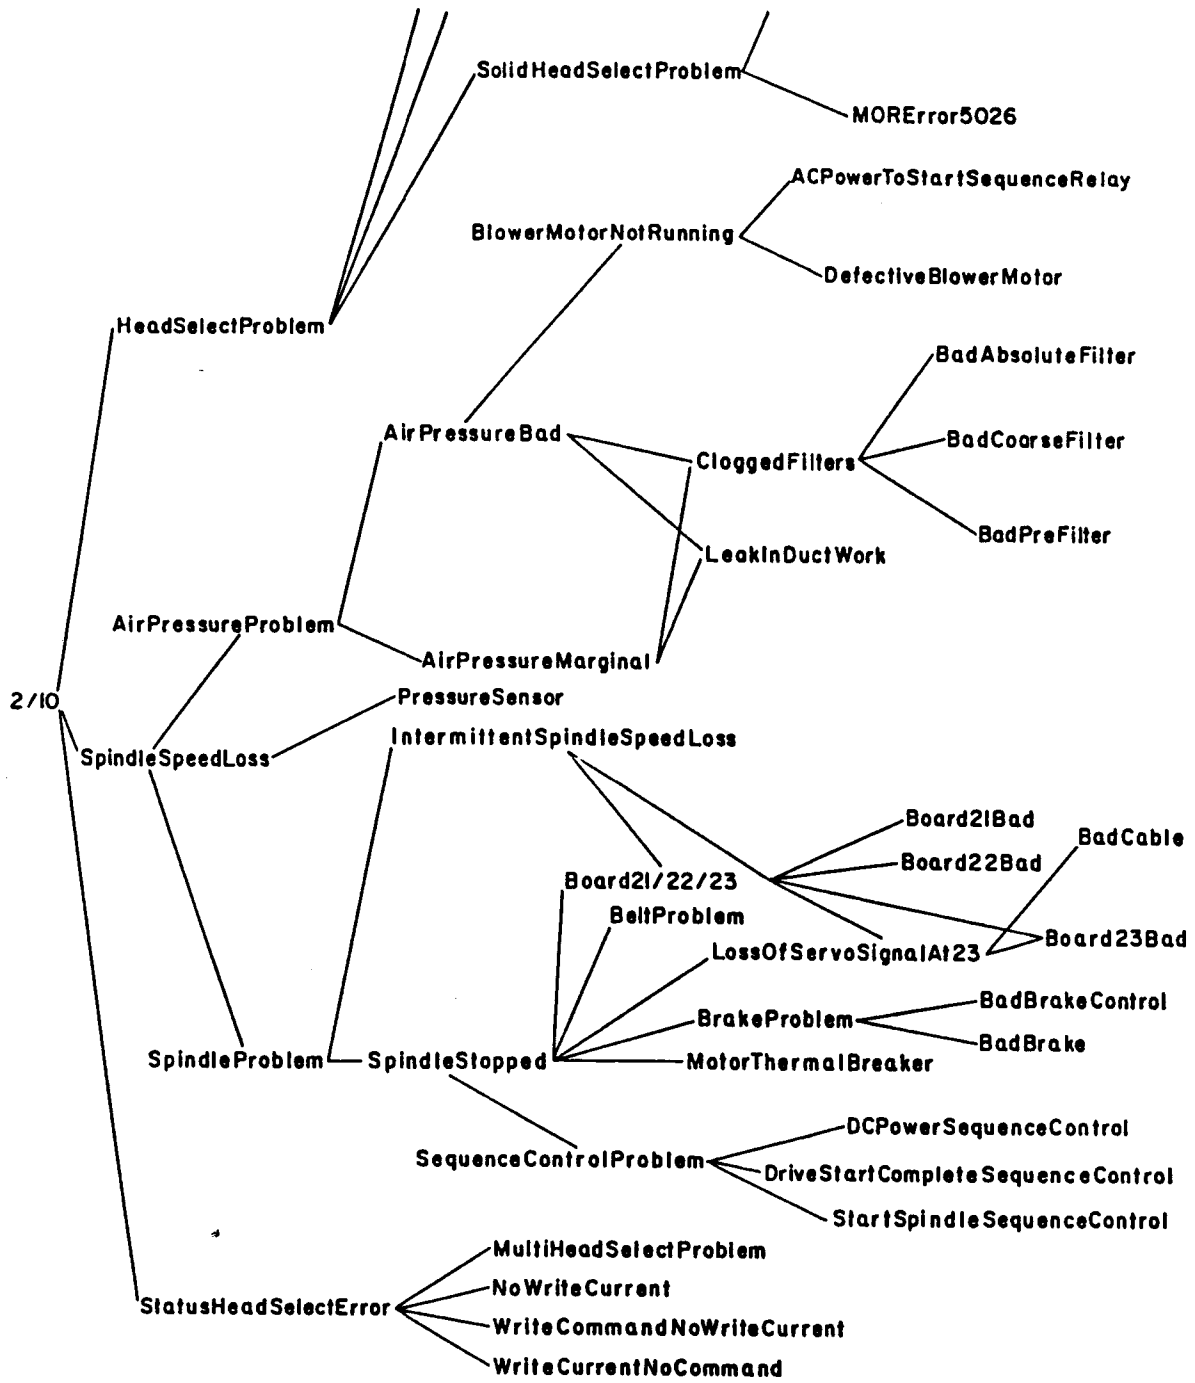 SolidHeadSelectProblem
MORError5026
ACPowerToStartSequenceRelay
BlowerMotorNotRunning
DefectiveBlowerMotor
HeadSelectProblem
BadAbsoluteFilter
AirPressureBad
BadCoarseFilter
CloggedFilters
BadPreFilter
LeakInDuctWork
AirPressureProblem
AirPressureMarginal
2/10
PressureSensor
IntermittentSpindleSpeedLoss
SpindleSpeedLoss
Board21Bad
BadCable
Board22Bad
Board21/22/23
BeltProblem
Board23Bad
LossOfServoSignalAt23
BadBrakeControl
BrakeProblem
BadBrake
SpindleProblem
SpindleStopped
MotorThermalBreaker
DCPowerSequenceControl
SequenceControlProblem
DriveStartCompleteSequenceControl
StartSpindleSequenceControl
MultiHeadSelectProblem
NoWriteCurrent
StatusHeadSelectError
WriteCommandNoWriteCurrent
WriteCurrentNoCommand